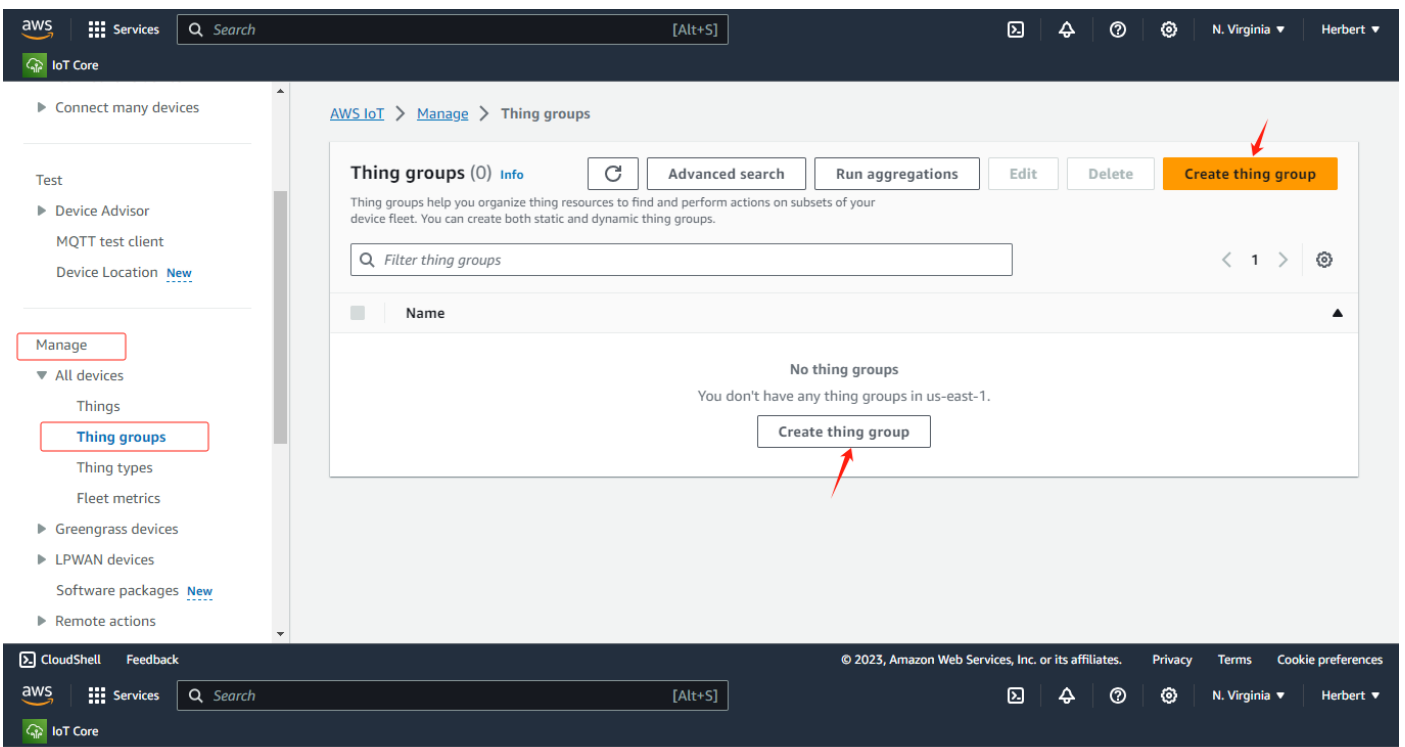 aws Services Search [Alt+S] N. Virginia Herbert
IoT Core
Connect many devices
Test
Device Advisor
MQTT test client
Device Location New
Manage
All devices
Things
Thing groups
Thing types
Fleet metrics
Greengrass devices
LPWAN devices
Software packages New
Remote actions
AWS IoT Manage Thing groups
Thing groups (0) Info Advanced search Run aggregations Edit Delete Create thing group
Thing groups help you organize thing resources to find and perform actions on subsets of your
device fleet. You can create both static and dynamic thing groups.
Filter thing groups 1
Name
No thing groups
You don't have any thing groups in us-east-1.
Create thing group
CloudShell Feedback © 2023, Amazon Web Services, Inc. or its affiliates. Privacy Terms Cookie preferences
aws Services Search [Alt+S] N. Virginia Herbert
IoT Core